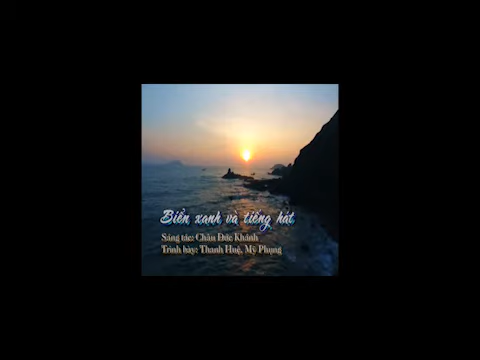 Biển xanh và tiếng hát
Sáng tác: Châu Đức Khánh
Trình bày: Thanh Huệ, Mỹ Phụng